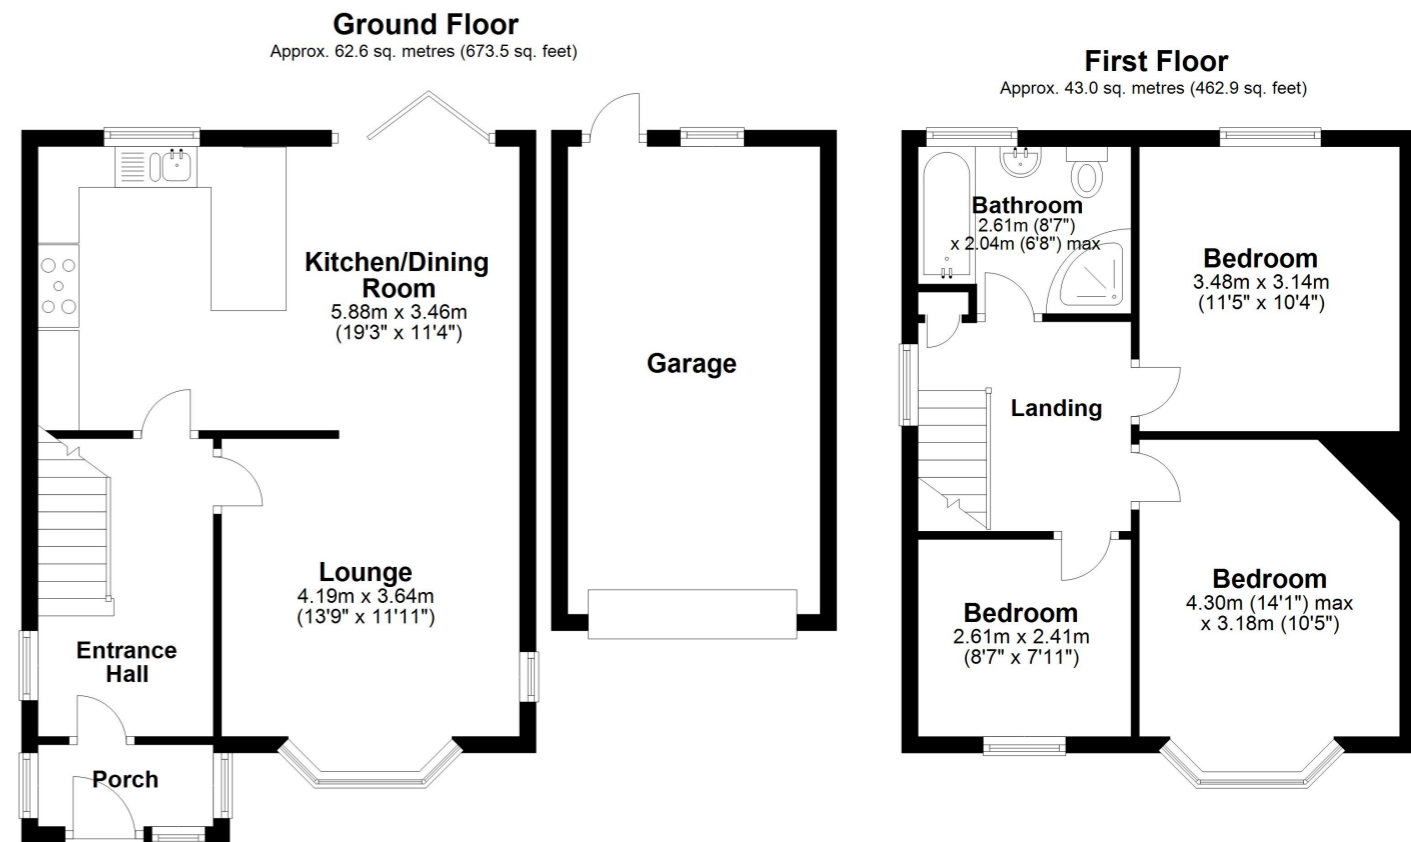 Ground Floor
Approx. 62.6 sq. metres (673.5 sq. feet)
Kitchen/Dining
Room
5.88m x 3.46m
(19'3" x 11'4")
Lounge
4.19m x 3.64m
(13'9" x 11'11")
Entrance
Hall
Porch
Garage
First Floor
Approx. 43.0 sq. metres (462.9 sq. feet)
Bathroom
2.61m (8'7")
x 2.04m (6'8") max
Bedroom
3.48m x 3.14m
(11'5" x 10'4")
Landing
Bedroom
4.30m (14'1") max
x 3.18m (10'5")
Bedroom
2.61m x 2.41m
(8'7" x 7'11")